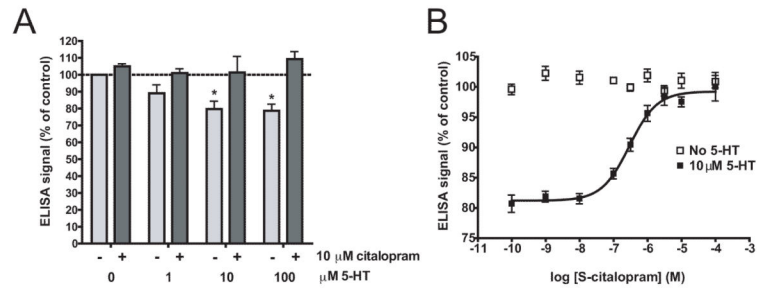 A
ELISA signal (% of control)
120
110
100
90
80
70
60
50
40
30
20
10
0
* *
- + - + - + - + 10 μM citalopram
0 1 10 100 μM 5-HT
B
ELISA signal (% of control)
105
100
95
90
85
80
75
No 5-HT
10 μM 5-HT
-11 -10 -9 -8 -7 -6 -5 -4 -3
log [S-citalopram] (M)